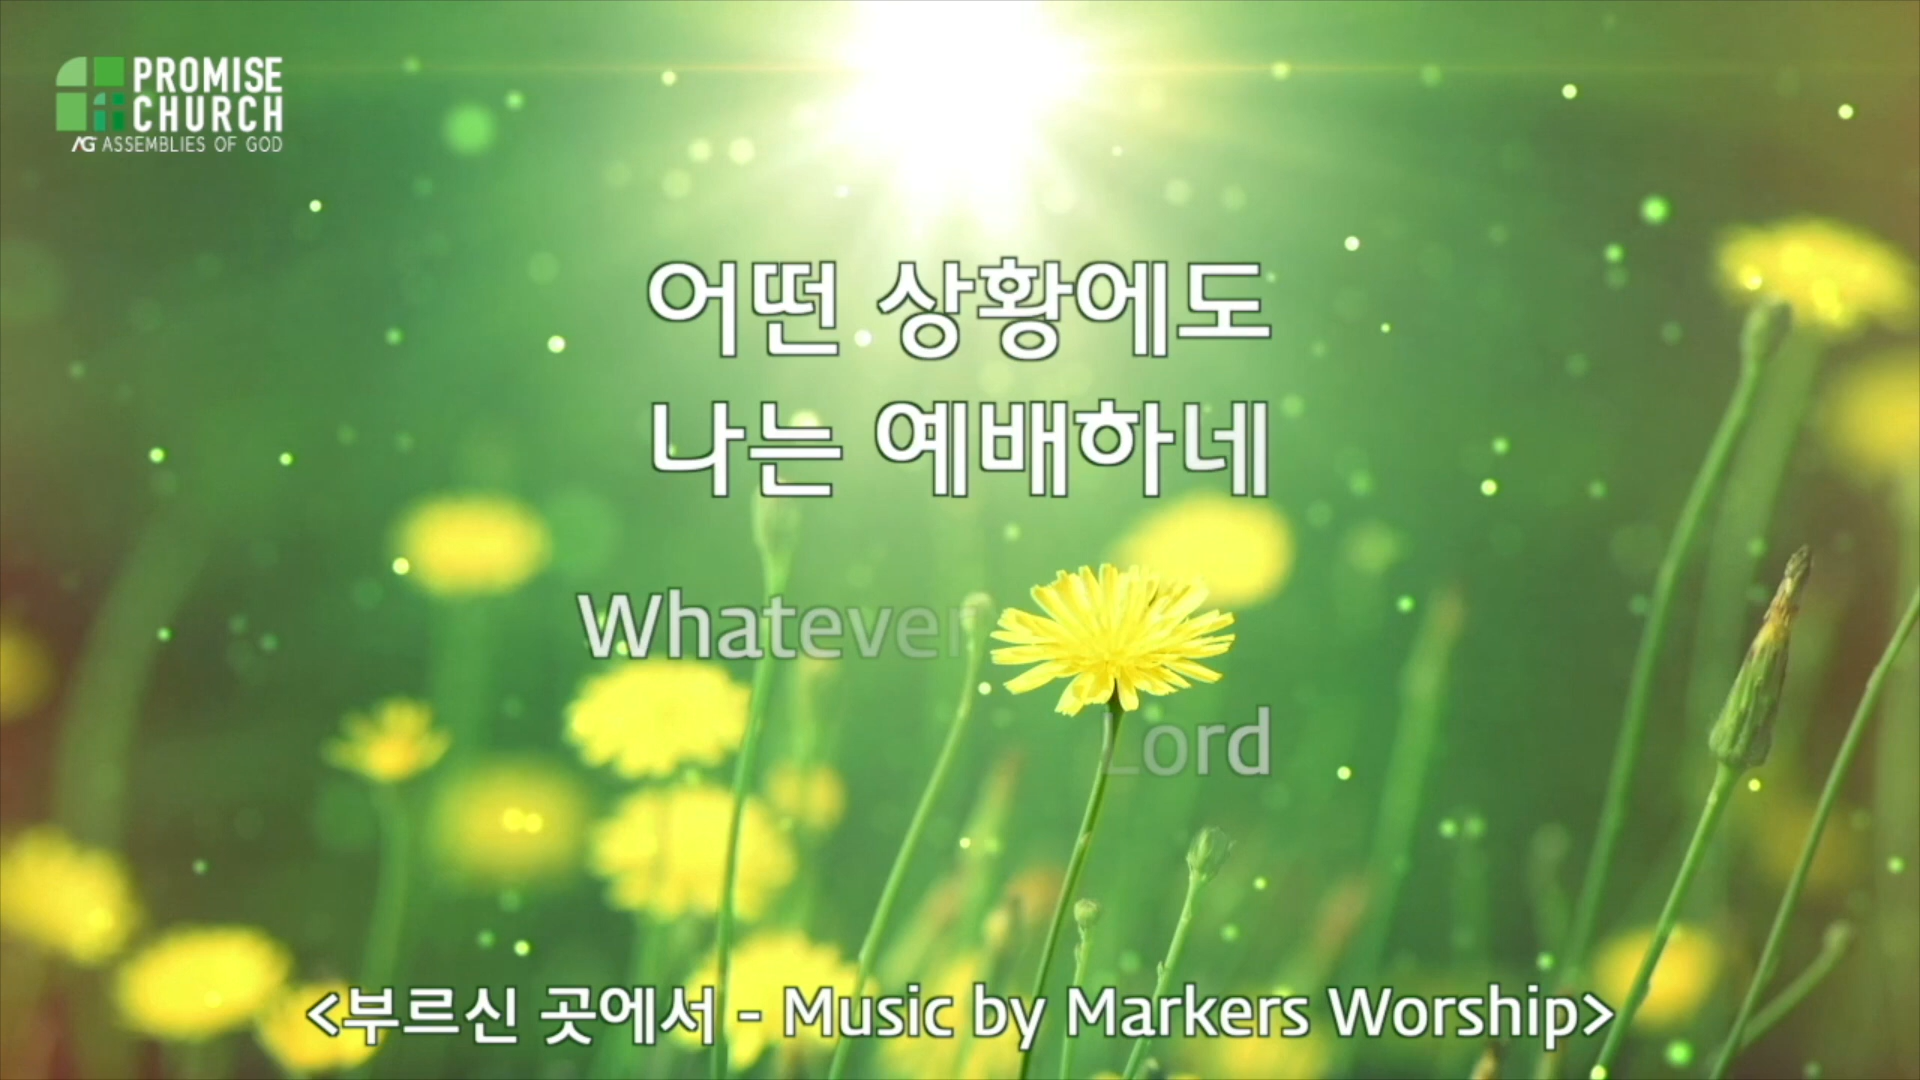 PROMISE
CHURCH
AG ASSEMBLIES OF GOD
어떤 상황에도
나는 예배하네
Whatever
Lord
<부르신 곳에서 - Music by Markers Worship>